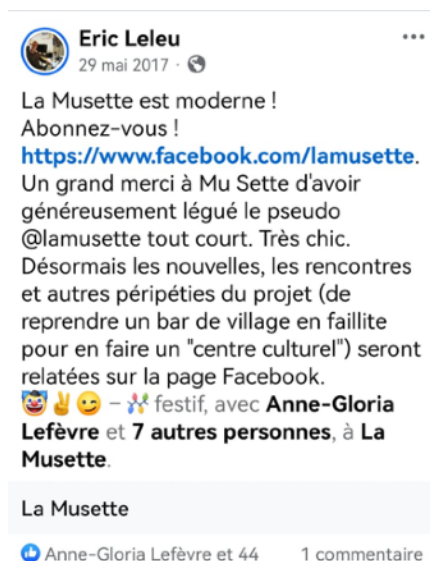 Eric Leleu
29 mai 2017 ·
La Musette est moderne !
Abonnez-vous !
https://www.facebook.com/lamusette.
Un grand merci à Mu Sette d'avoir
généreusement légué le pseudo
@lamusette tout court. Très chic.
Désormais les nouvelles, les rencontres
et autres péripéties du projet (de
reprendre un bar de village en faillite
pour en faire un "centre culturel") seront
relatées sur la page Facebook.
🤡✌️😉 – festif, avec Anne-Gloria
Lefèvre et 7 autres personnes, à La
Musette.
La Musette
Anne-Gloria Lefèvre et 44 1 commentaire